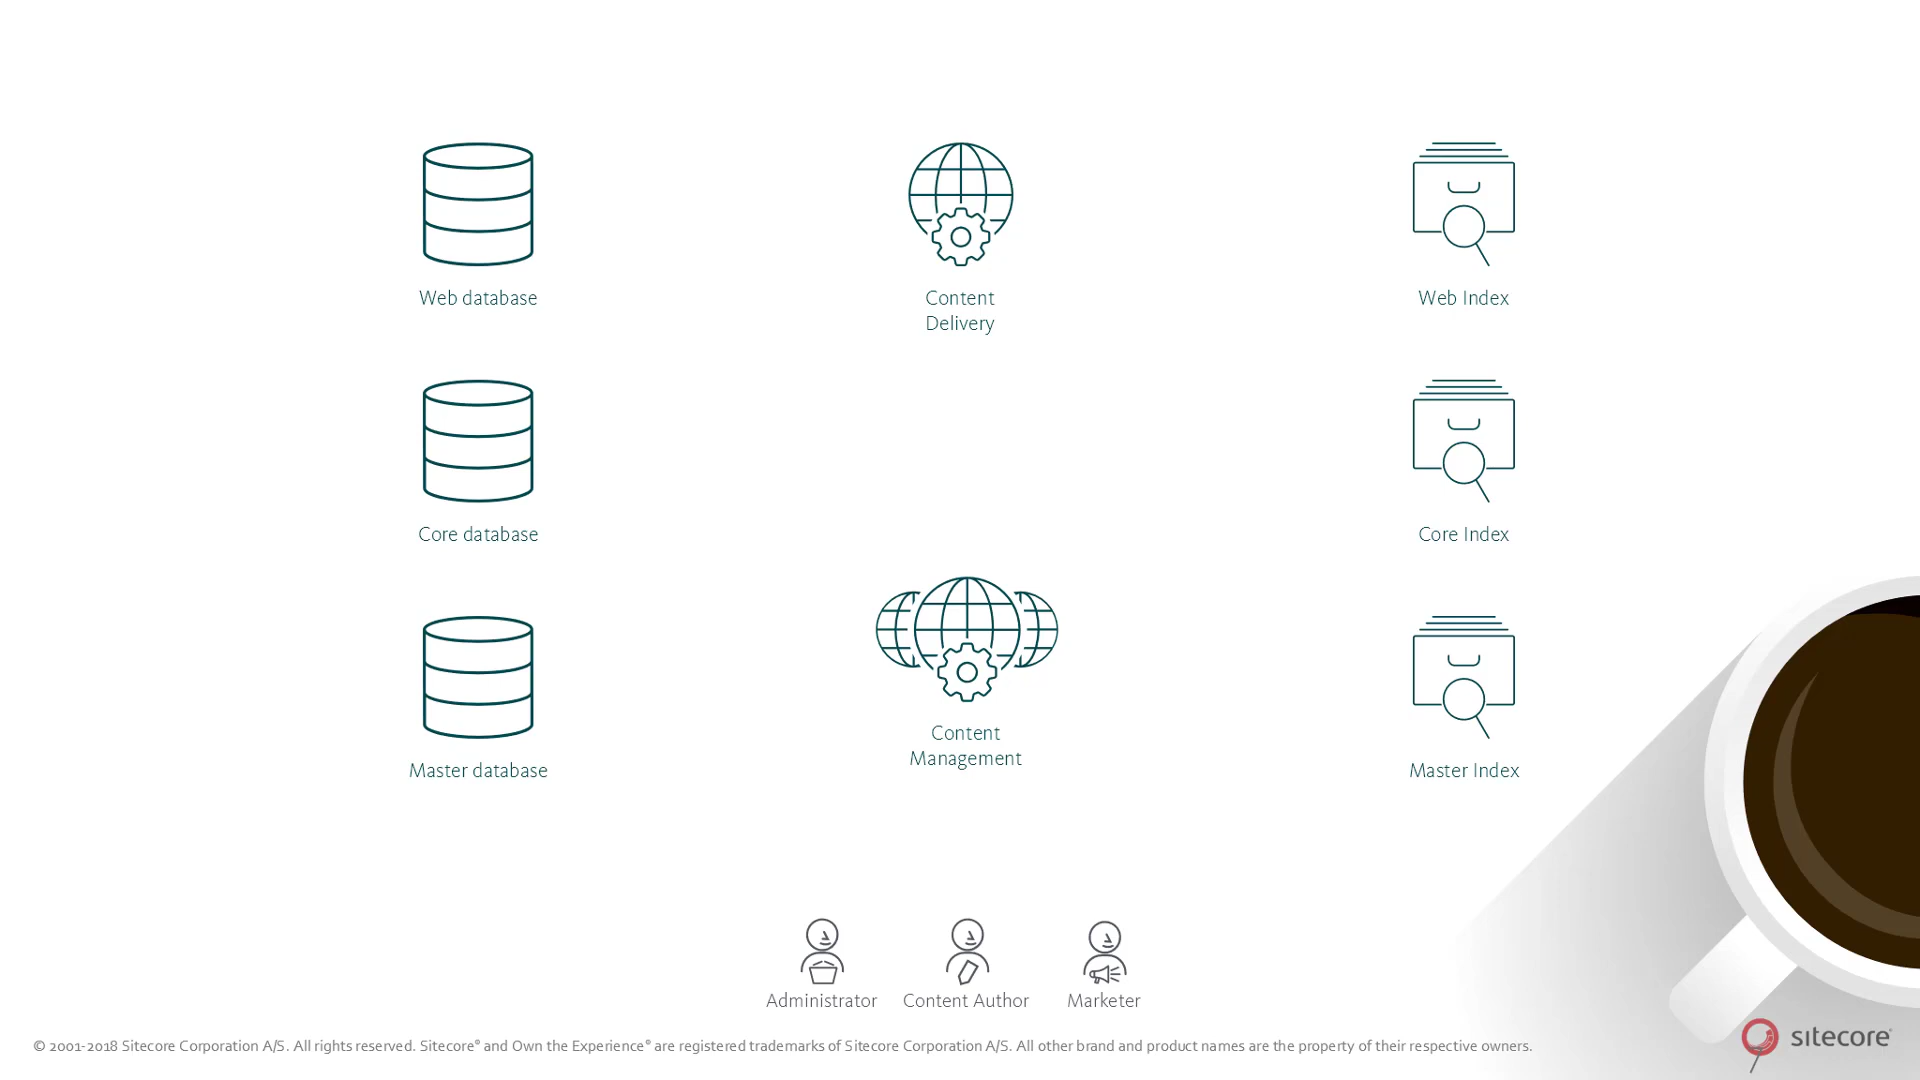 Web database
Content
Delivery
Web Index
Core database
Core Index
Content
Management
Master database
Master Index
Administrator
Content Author
Marketer
© 2001-2018 Sitecore Corporation A/S. All rights reserved. Sitecore® and Own the Experience® are registered trademarks of Sitecore Corporation A/S. All other brand and product names are the property of their respective owners.
sitecore®